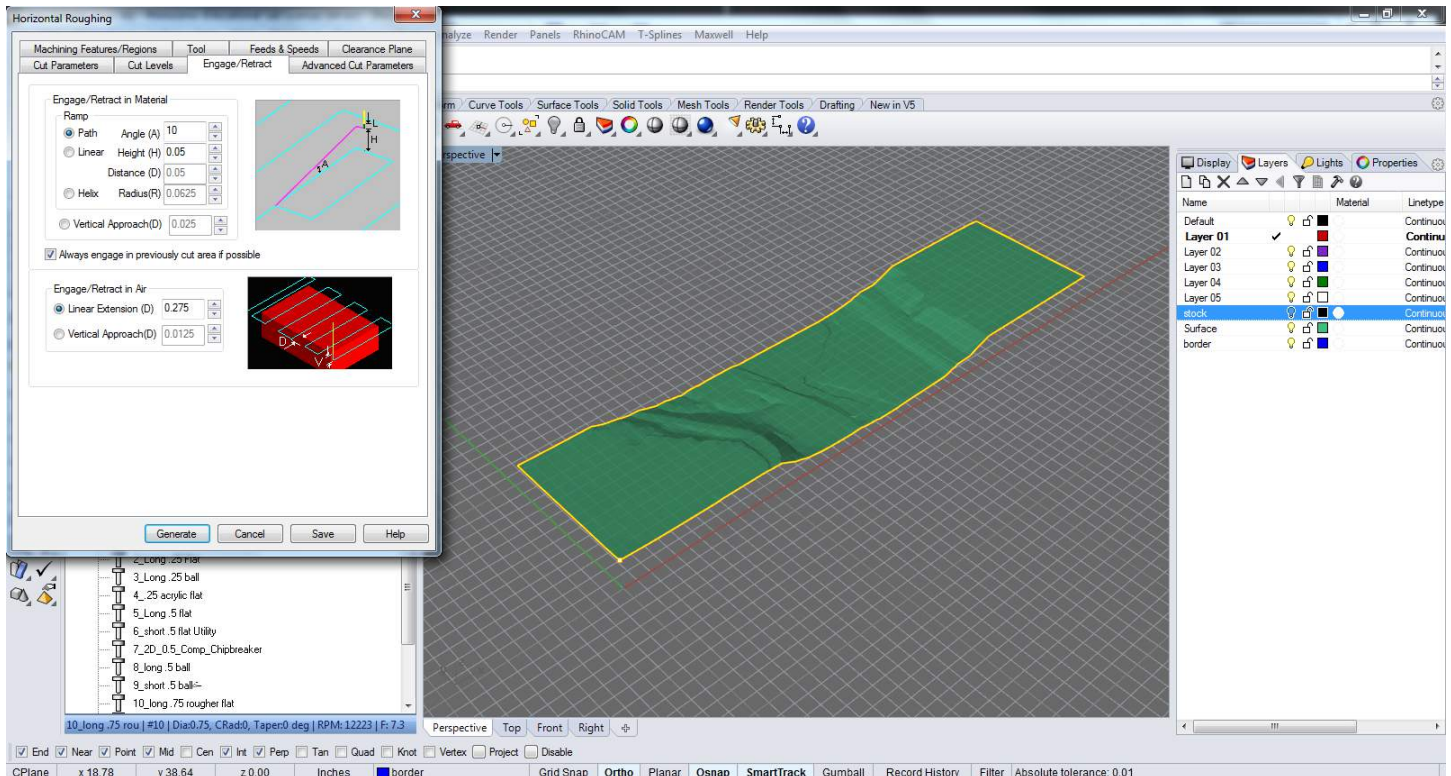 Horizontal Roughing
Machining Features/Regions Tool Feeds & Speeds Clearance Plane
Cut Parameters Cut Levels Engage/Retract Advanced Cut Parameters
Engage/Retract in Material
Ramp
Path Angle (A) 10
Linear Height (H) 0.05
Distance (D) 0.05
Helix Radius(R) 0.0625
Vertical Approach(D) 0.025
L
H
A
Always engage in previously cut area if possible
Engage/Retract in Air
Linear Extension (D) 0.275
Vertical Approach(D) 0.0125
D
V
Generate Cancel Save Help
nalyze Render Panels RhinoCAM T-Splines Maxwell Help
rm Curve Tools Surface Tools Solid Tools Mesh Tools Render Tools Drafting New in V5
rspective
Display Layers Lights Properties
Name Material Linetype
Default Continuou
Layer 01 Continu
Layer 02 Continuou
Layer 03 Continuou
Layer 04 Continuou
Layer 05 Continuou
stock Continuou
Surface Continuou
border Continuou
2_Long .25 Flat
3_Long .25 ball
4_.25 acrylic flat
5_Long .5 flat
6_short .5 flat Utility
7_2D_0.5_Comp_Chipbreaker
8_long .5 ball
9_short .5 ball
10_long .75 rougher flat
10_long .75 rou | #10 | Dia:0.75, CRad:0, Taper:0 deg | RPM: 12223 | F: 7.3
Perspective Top Front Right
End Near Point Mid Cen Int Perp Tan Quad Knot Vertex Project Disable
CPlane x 18.78 y 38.64 z 0.00 Inches border Grid Snap Ortho Planar Osnap SmartTrack Gumball Record History Filter Absolute tolerance: 0.01